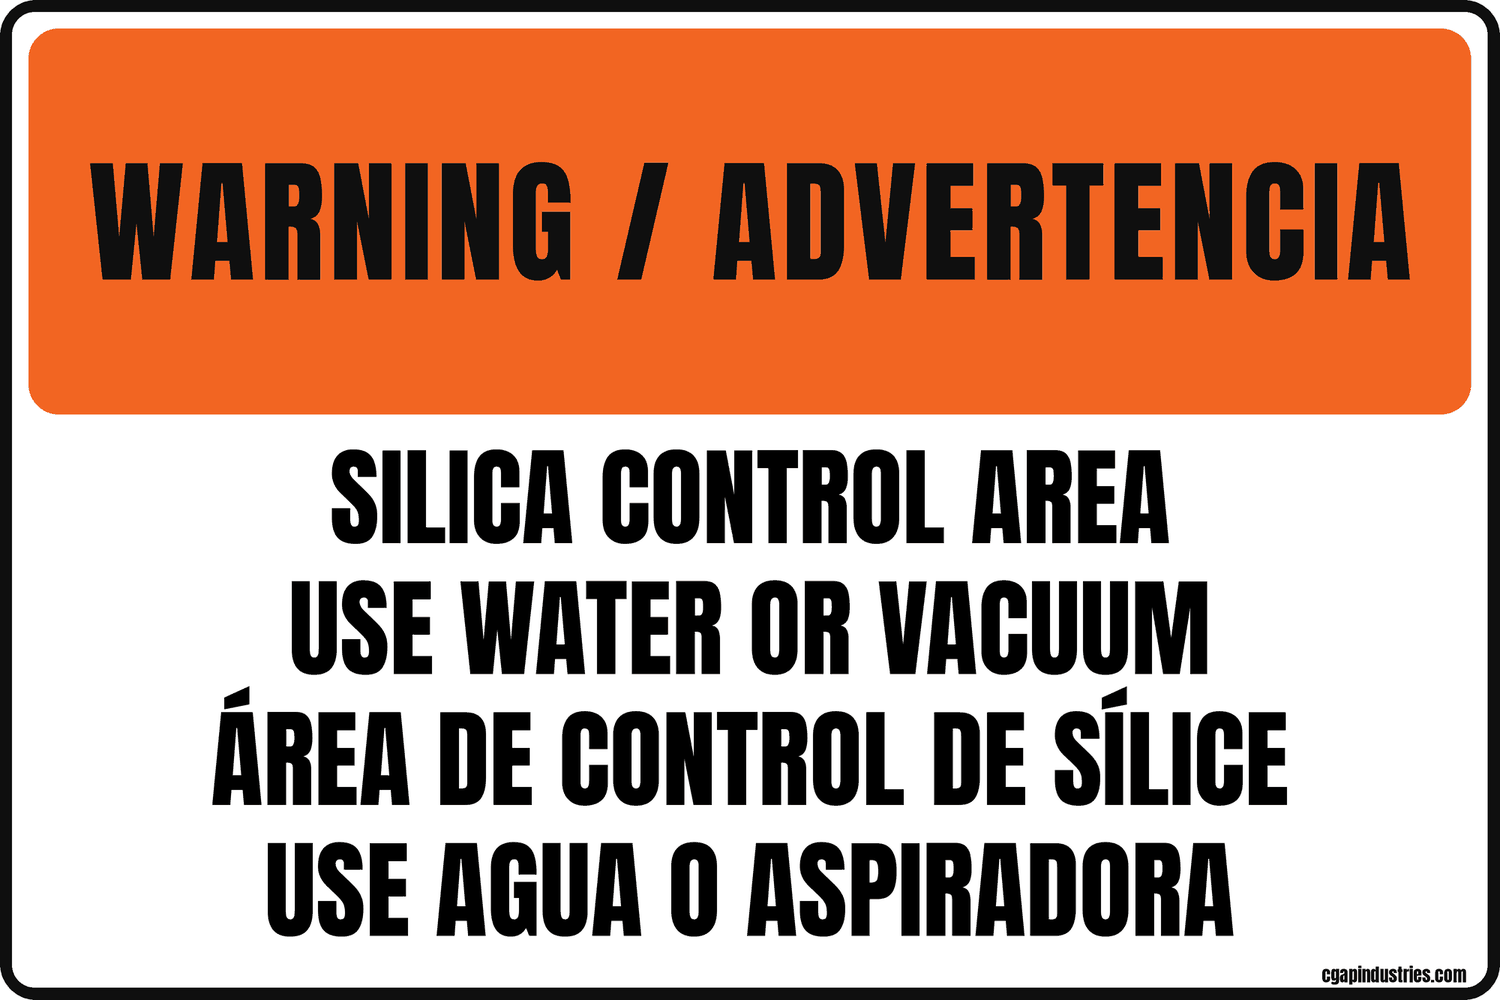 WARNING / ADVERTENCIA
SILICA CONTROL AREA
USE WATER OR VACUUM
ÁREA DE CONTROL DE SÍLICE
USE AGUA O ASPIRADORA
cgapindustries.com